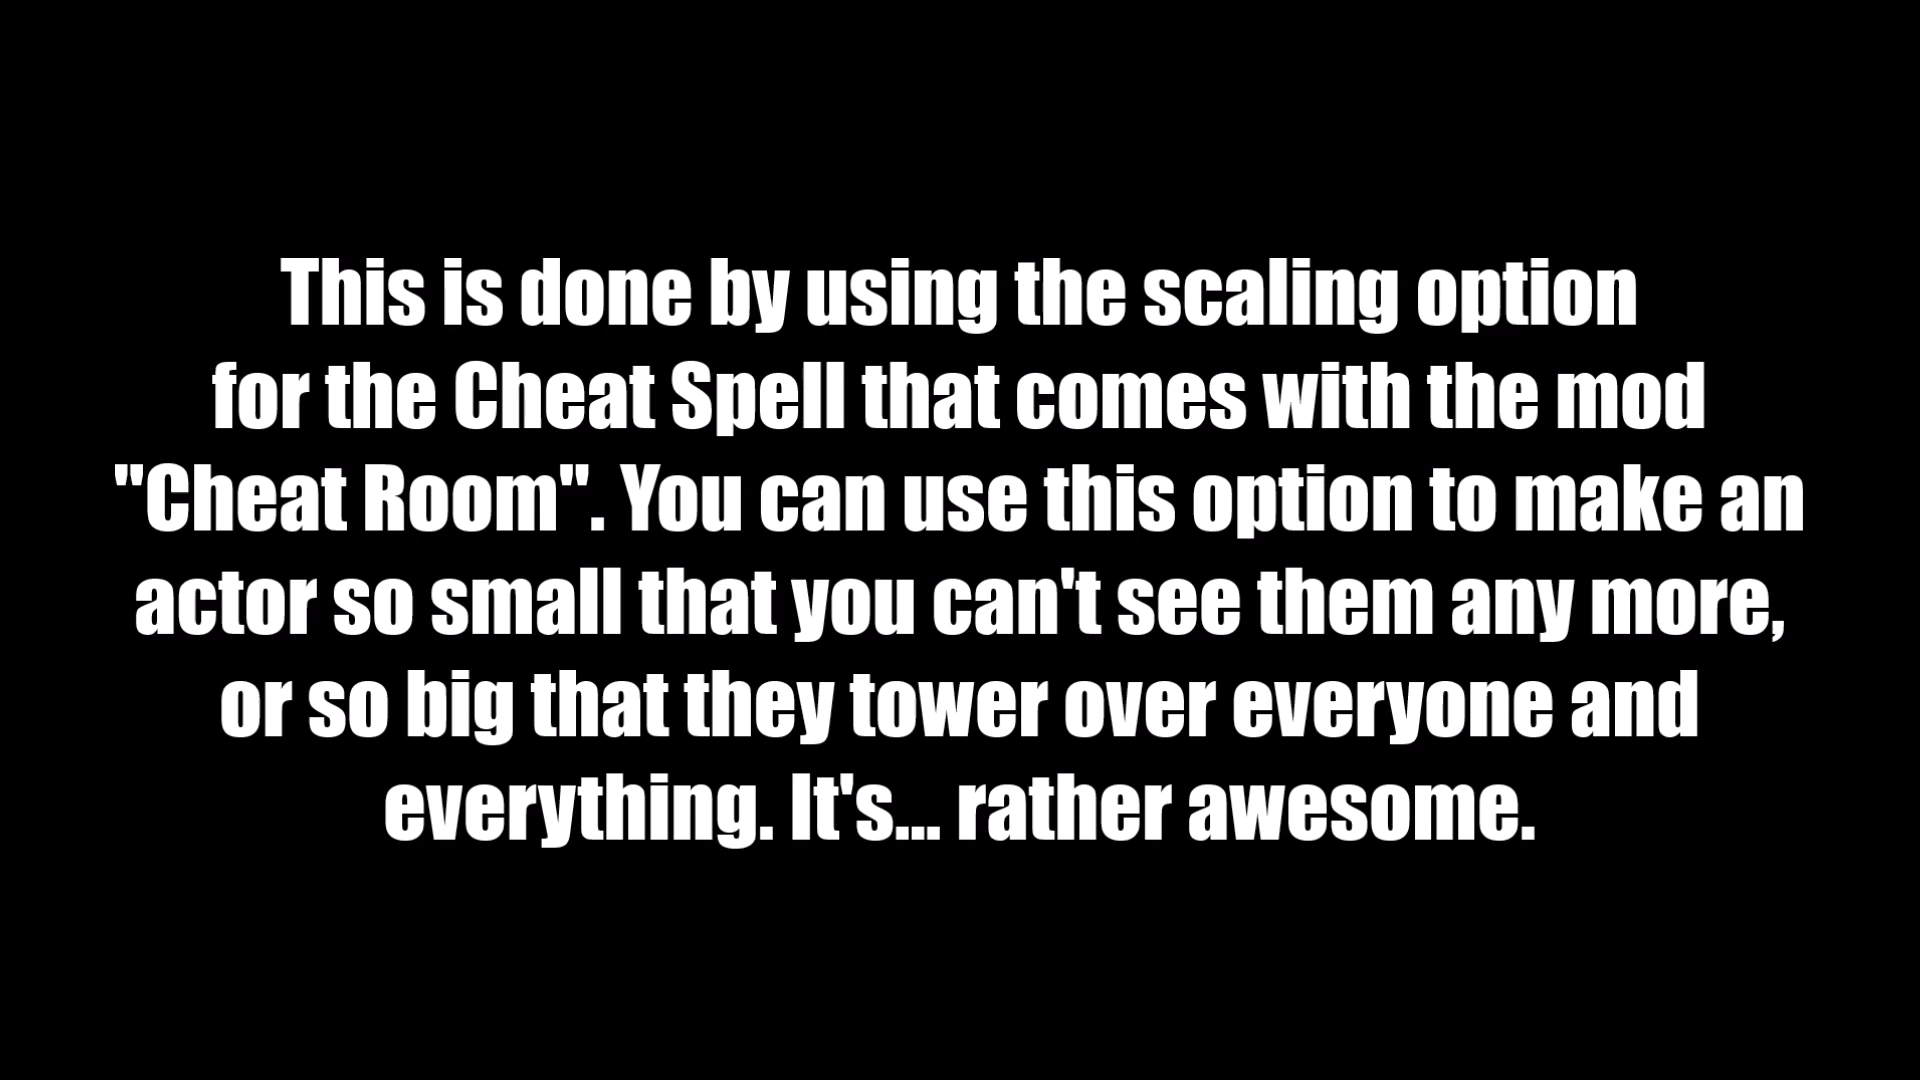 This is done by using the scaling option
for the Cheat Spell that comes with the mod
"Cheat Room". You can use this option to make an
actor so small that you can't see them any more,
or so big that they tower over everyone and
everything. It's... rather awesome.